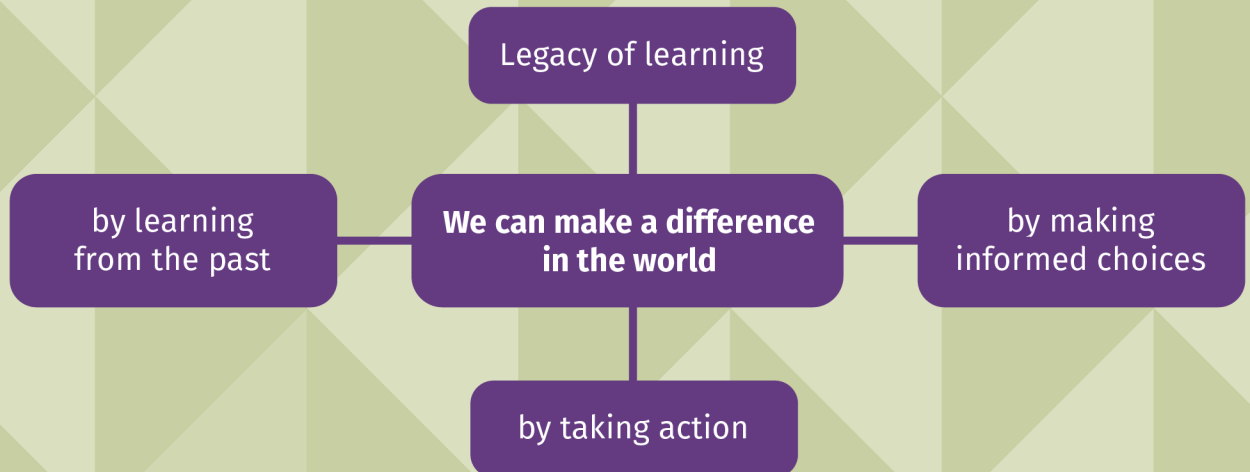 Legacy of learning
by learning
from the past
We can make a difference
in the world
by making
informed choices
by taking action